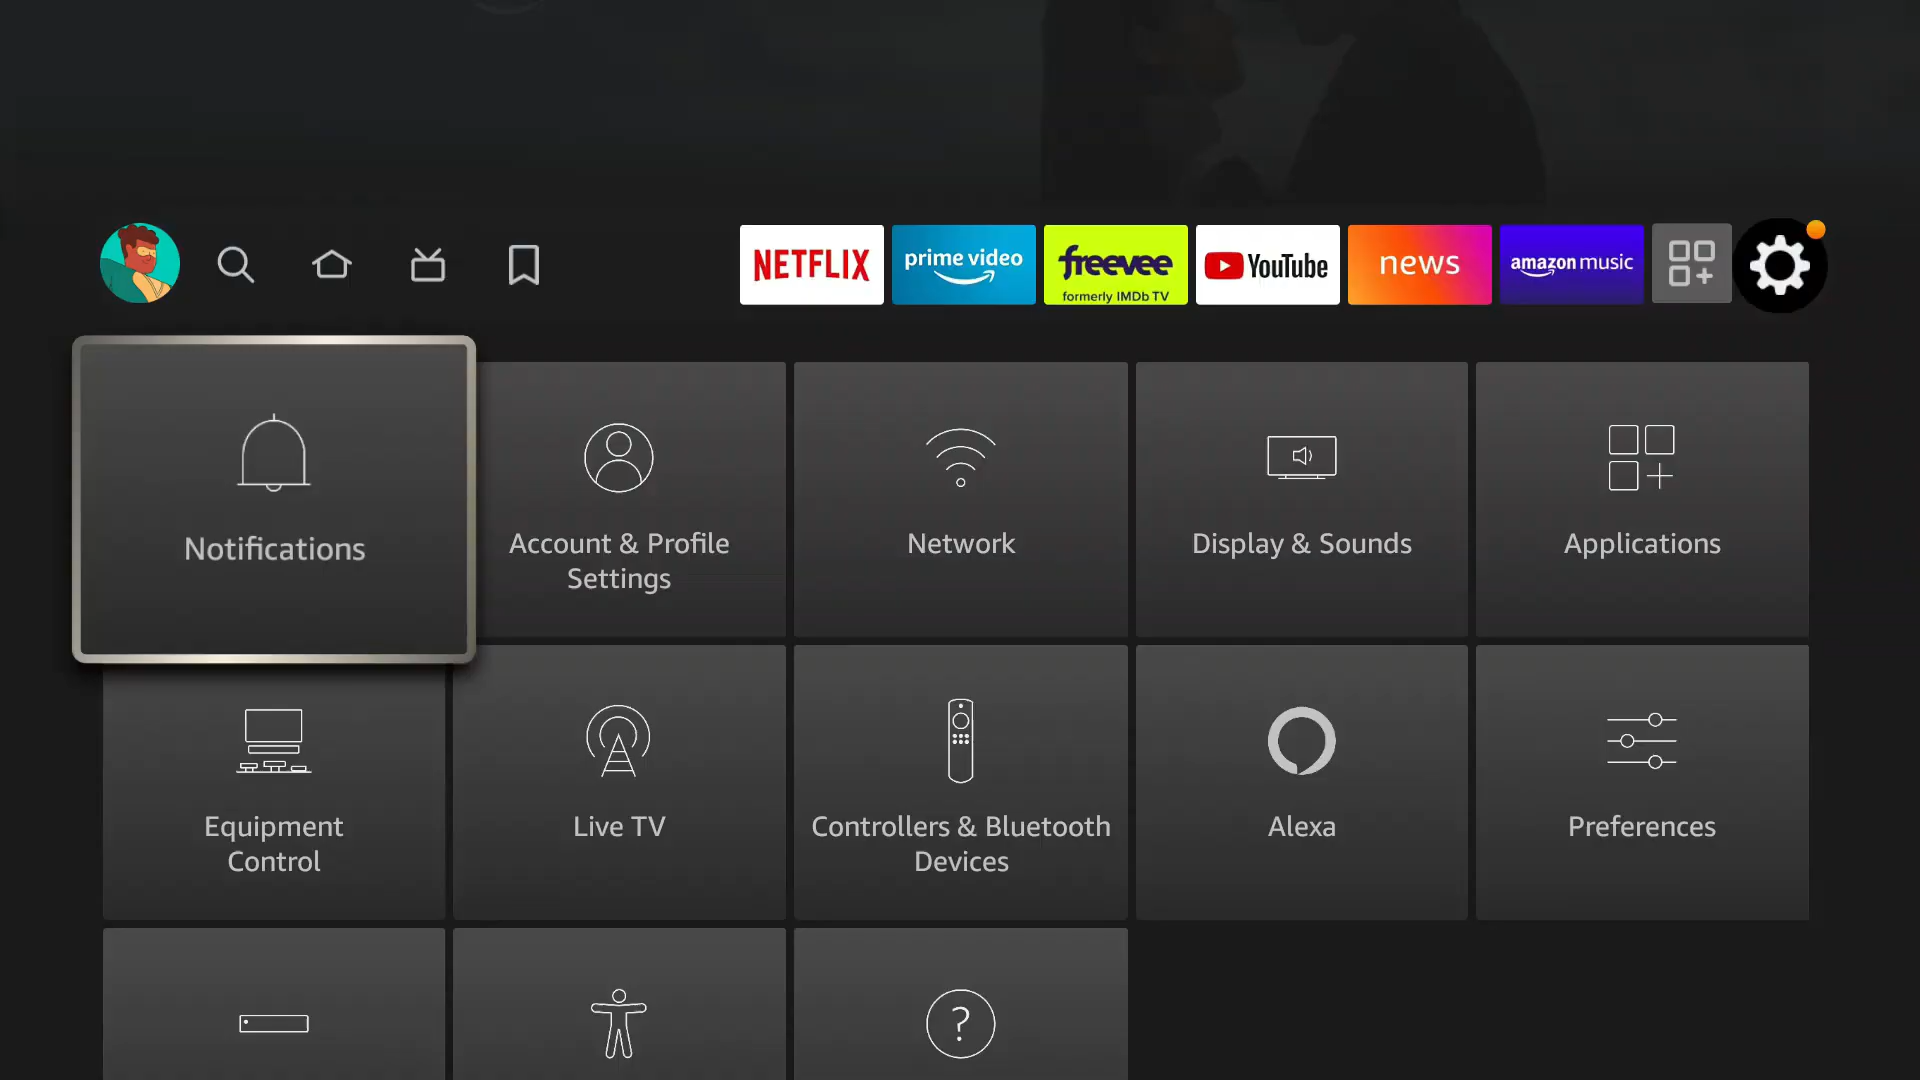 NETFLIX
prime video
freevee
formerly IMDb TV
YouTube
news
amazon music
Notifications
Account & Profile
Settings
Network
Display & Sounds
Applications
Equipment
Control
Live TV
Controllers & Bluetooth
Devices
Alexa
Preferences
?